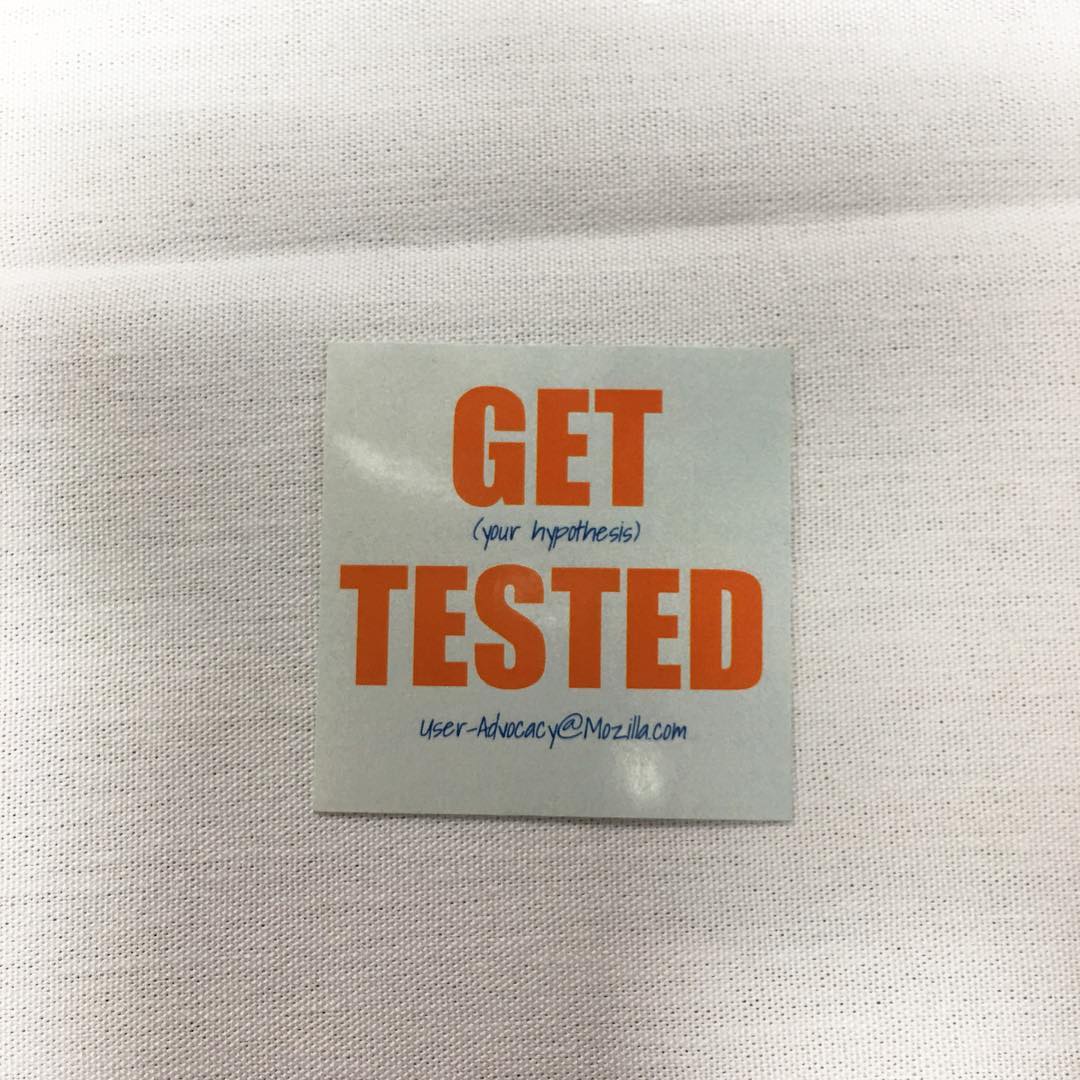 GET
(your hypothesis)
TESTED
User-Advocacy@Mozilla.com